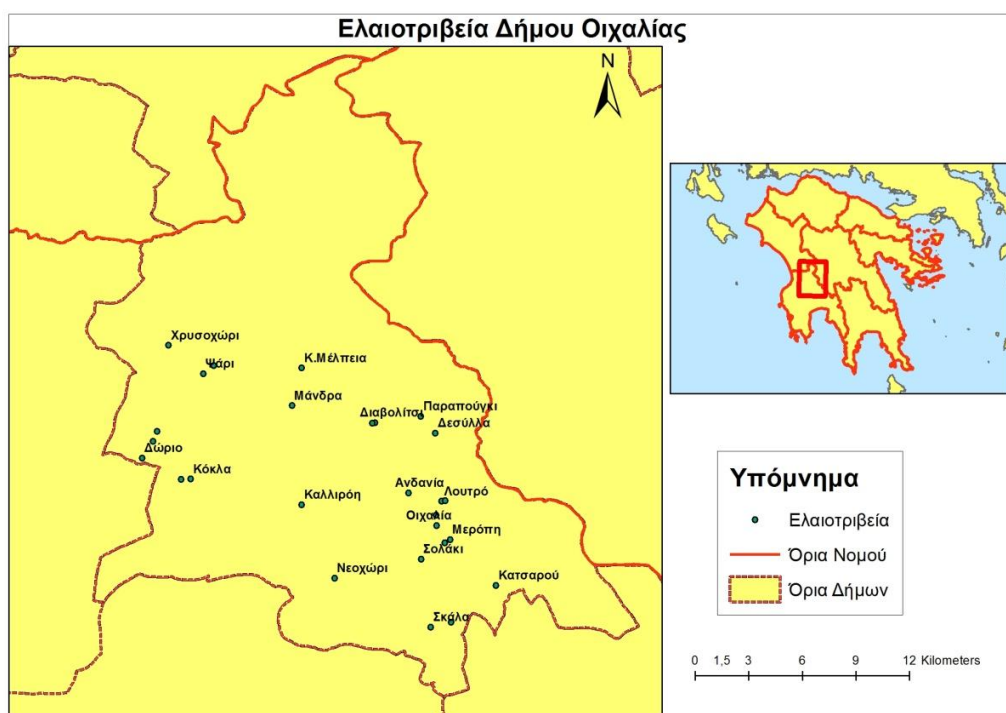 Ελαιοτριβεία Δήμου Οιχαλίας
N
Χρυσοχώρι
Ψάρι
Κ.Μέλπεια
Μάνδρα
Διαβολίτσι
Παραπούγκι
Δεσύλλα
Δώριο
Κόκλα
Ανδανία
Λουτρό
Καλλιρόη
Οιχαλία
Μερόπη
Σολάκι
Νεοχώρι
Κατσαρού
Σκάλα
Υπόμνημα
Ελαιοτριβεία
Όρια Νομού
Όρια Δήμων
0 1,5 3 6 9 12 Kilometers